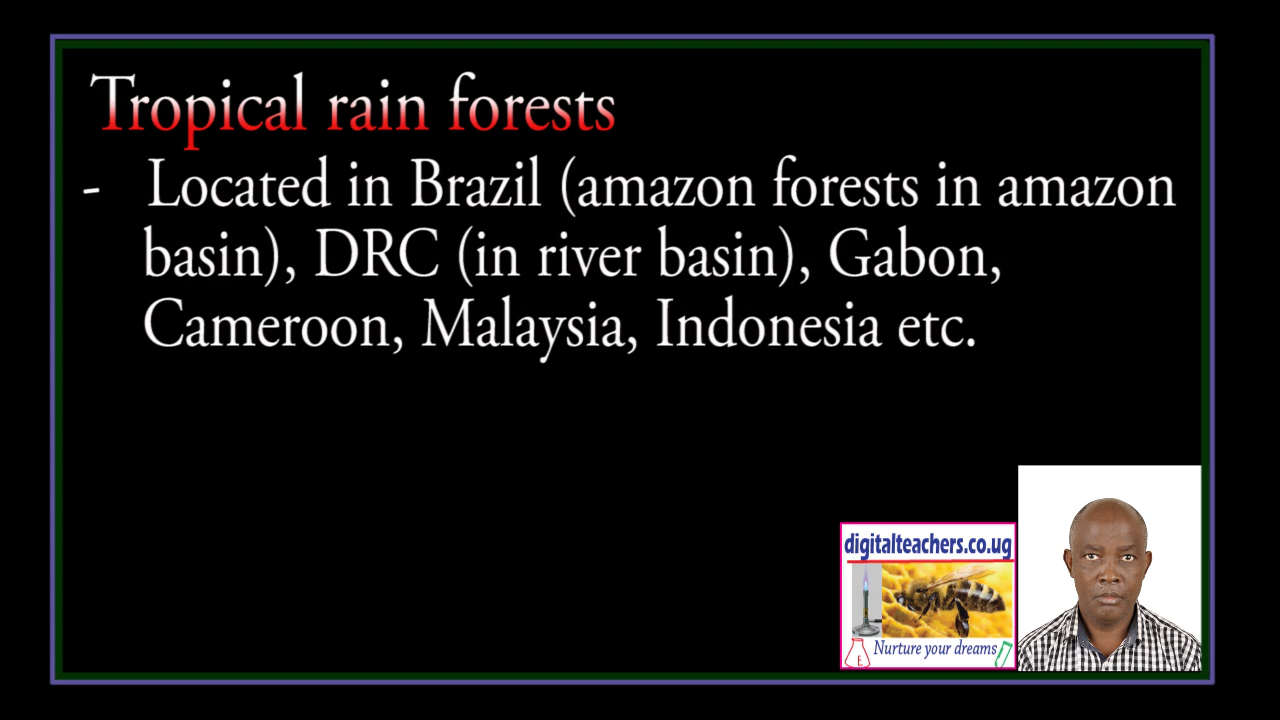 Tropical rain forests
- Located in Brazil (amazon forests in amazon
basin), DRC (in river basin), Gabon,
Cameroon, Malaysia, Indonesia etc.
digitalteachers.co.ug
E
Nurture your dreams